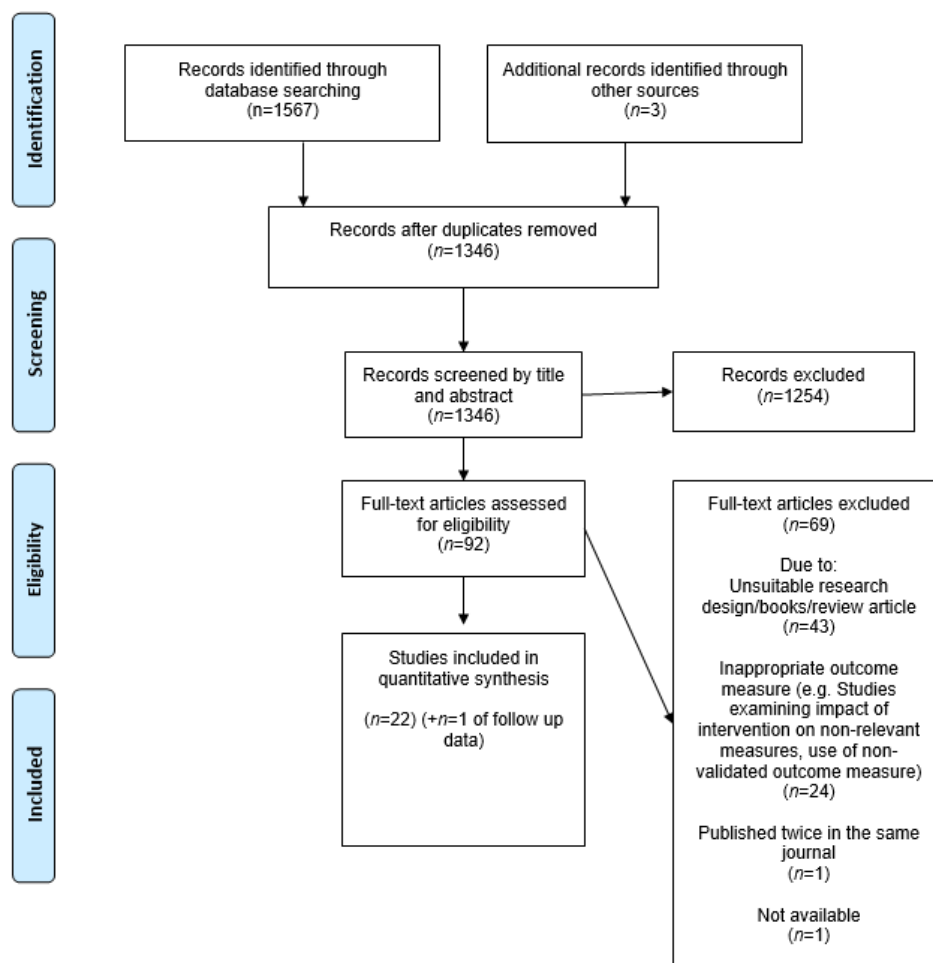 Identification
Records identified through
database searching
(n=1567)
Additional records identified through
other sources
(n=3)
Records after duplicates removed
(n=1346)
Screening
Records screened by title
and abstract
(n=1346)
Records excluded
(n=1254)
Eligibility
Full-text articles assessed
for eligibility
(n=92)
Full-text articles excluded
(n=69)
Due to:
Unsuitable research
design/books/review article
(n=43)
Inappropriate outcome
measure (e.g. Studies
examining impact of
intervention on non-relevant
measures, use of non-
validated outcome measure)
(n=24)
Published twice in the same
journal
(n=1)
Not available
(n=1)
Included
Studies included in
quantitative synthesis
(n=22) (+n=1 of follow up
data)